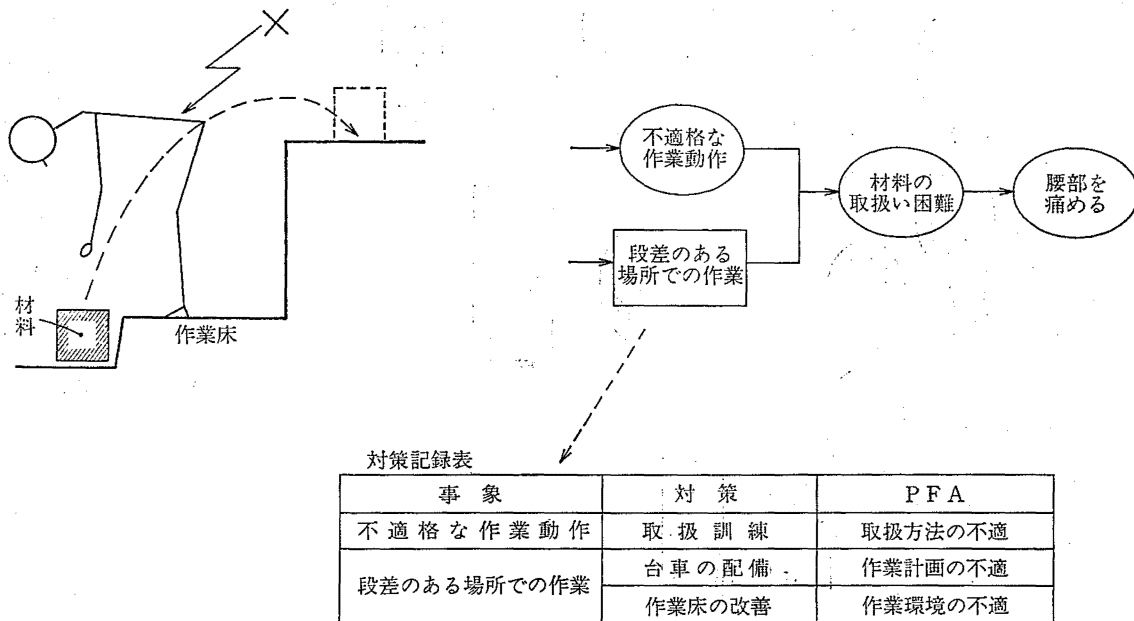 不適格な
作業動作
段差のある
場所での作業
材料の
取扱い困難
腰部を
痛める
材料
作業床
対策記録表
事象 対策 PFA
不適格な作業動作 取扱訓練 取扱方法の不適
段差のある場所での作業 台車の配備 作業計画の不適
作業床の改善 作業環境の不適